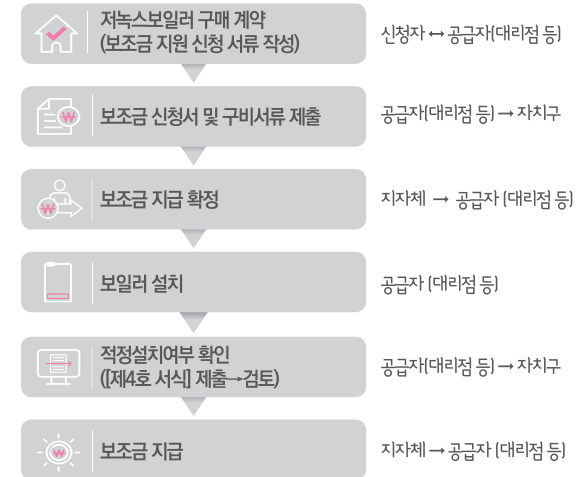 저녹스보일러 구매 계약
(보조금 지원 신청 서류 작성)
신청자 ↔ 공급자(대리점 등)
₩
보조금 신청서 및 구비서류 제출
공급자(대리점 등) → 자치구
₩
보조금 지급 확정
지자체 → 공급자 (대리점 등)
보일러 설치
공급자 (대리점 등)
적정설치여부 확인
([제4호 서식] 제출→검토)
공급자(대리점 등) → 자치구
₩
보조금 지급
지자체 → 공급자 (대리점 등)